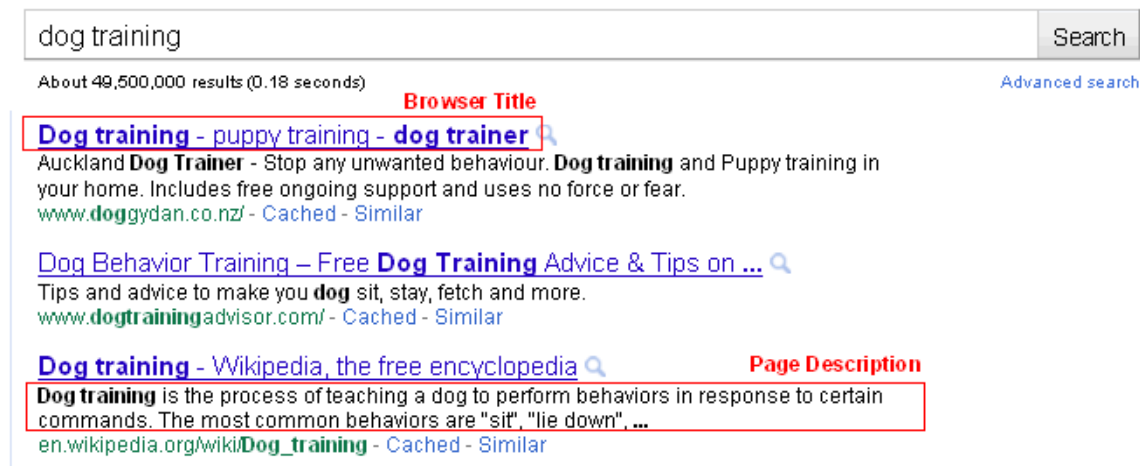 dog training
Search
About 49,500,000 results (0.18 seconds)
Advanced search
Browser Title
Dog training - puppy training - dog trainer
Auckland Dog Trainer - Stop any unwanted behaviour. Dog training and Puppy training in
your home. Includes free ongoing support and uses no force or fear.
www.doggydan.co.nz/ - Cached - Similar
Dog Behavior Training – Free Dog Training Advice & Tips on ...
Tips and advice to make you dog sit, stay, fetch and more.
www.dogtrainingadvisor.com/ - Cached - Similar
Dog training - Wikipedia, the free encyclopedia
Page Description
Dog training is the process of teaching a dog to perform behaviors in response to certain
commands. The most common behaviors are "sit", "lie down", ...
en.wikipedia.org/wiki/Dog_training - Cached - Similar